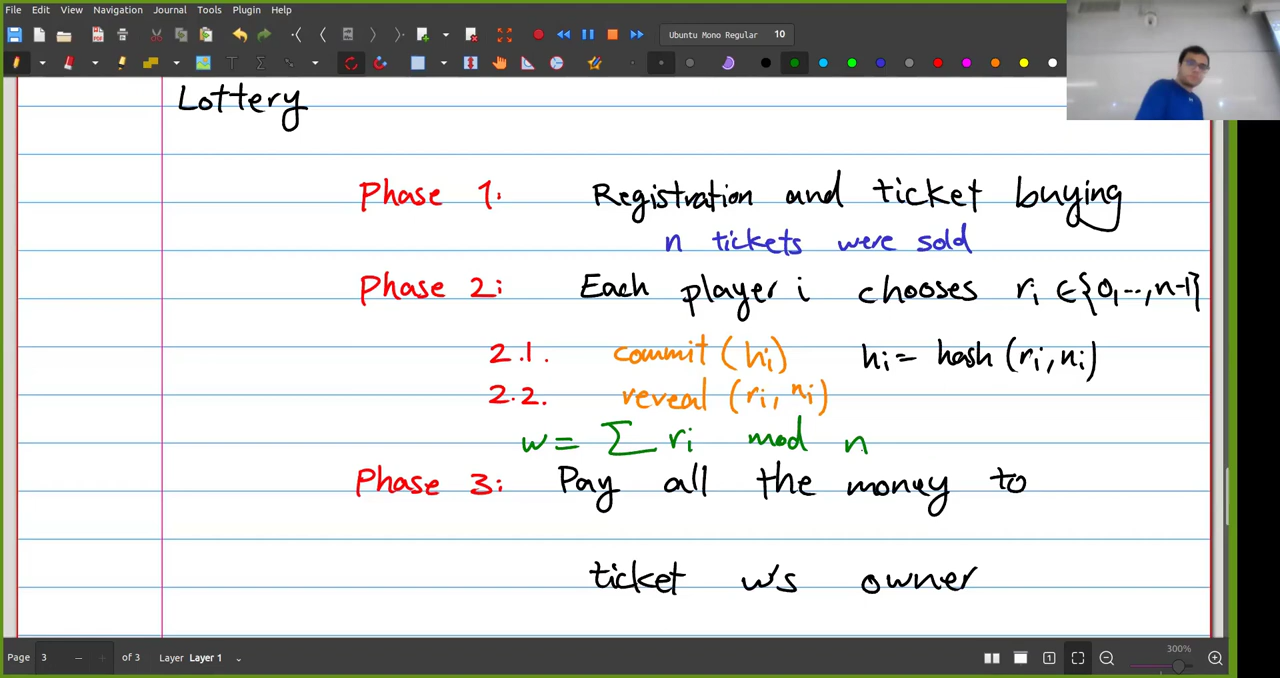 File Edit View Navigation Journal Tools Plugin Help
Ubuntu Mono Regular 10
Lottery
Phase 1: Registration and ticket buying
n tickets were sold
Phase 2: Each player i chooses ri ∈{0,...,n-1}
2.1. commit (hi) hi = hash (ri, ni)
2.2. reveal (ri, ni)
w = ∑ ri mod n
Phase 3: Pay all the money to
ticket w's owner
Page 3 of 3 Layer Layer 1 300%